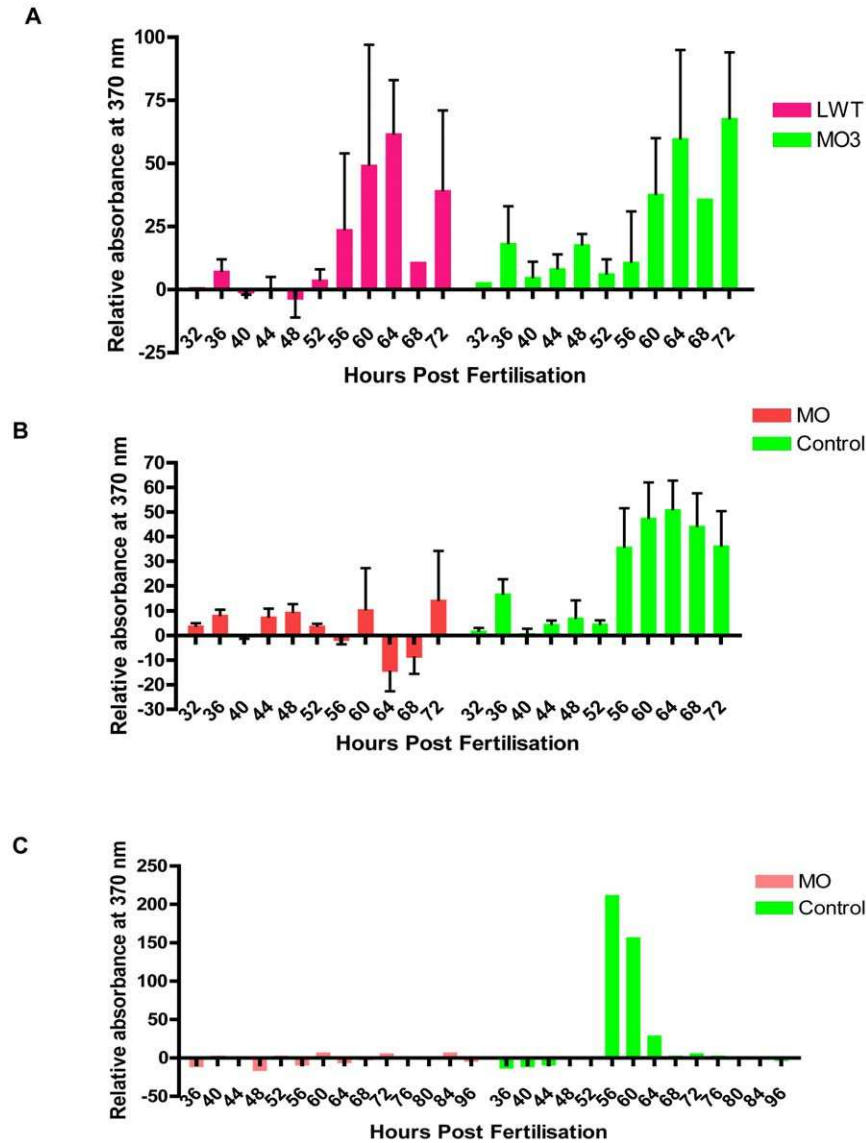 A
Relative absorbance at 370 nm
100
75
50
25
0
-25
32 36 40 44 48 52 56 60 64 68 72 32 36 40 44 48 52 56 60 64 68 72
Hours Post Fertilisation
LWT
MO3
B
Relative absorbance at 370 nm
70
60
50
40
30
20
10
0
-10
-20
-30
32 36 40 44 48 52 56 60 64 68 72 32 36 40 44 48 52 56 60 64 68 72
Hours Post Fertilisation
MO
Control
C
Relative absorbance at 370 nm
250
200
150
100
50
0
-50
36 40 44 48 52 56 60 64 68 72 76 80 84 96 36 40 44 48 52 56 60 64 68 72 76 80 84 96
Hours Post Fertilisation
MO
Control